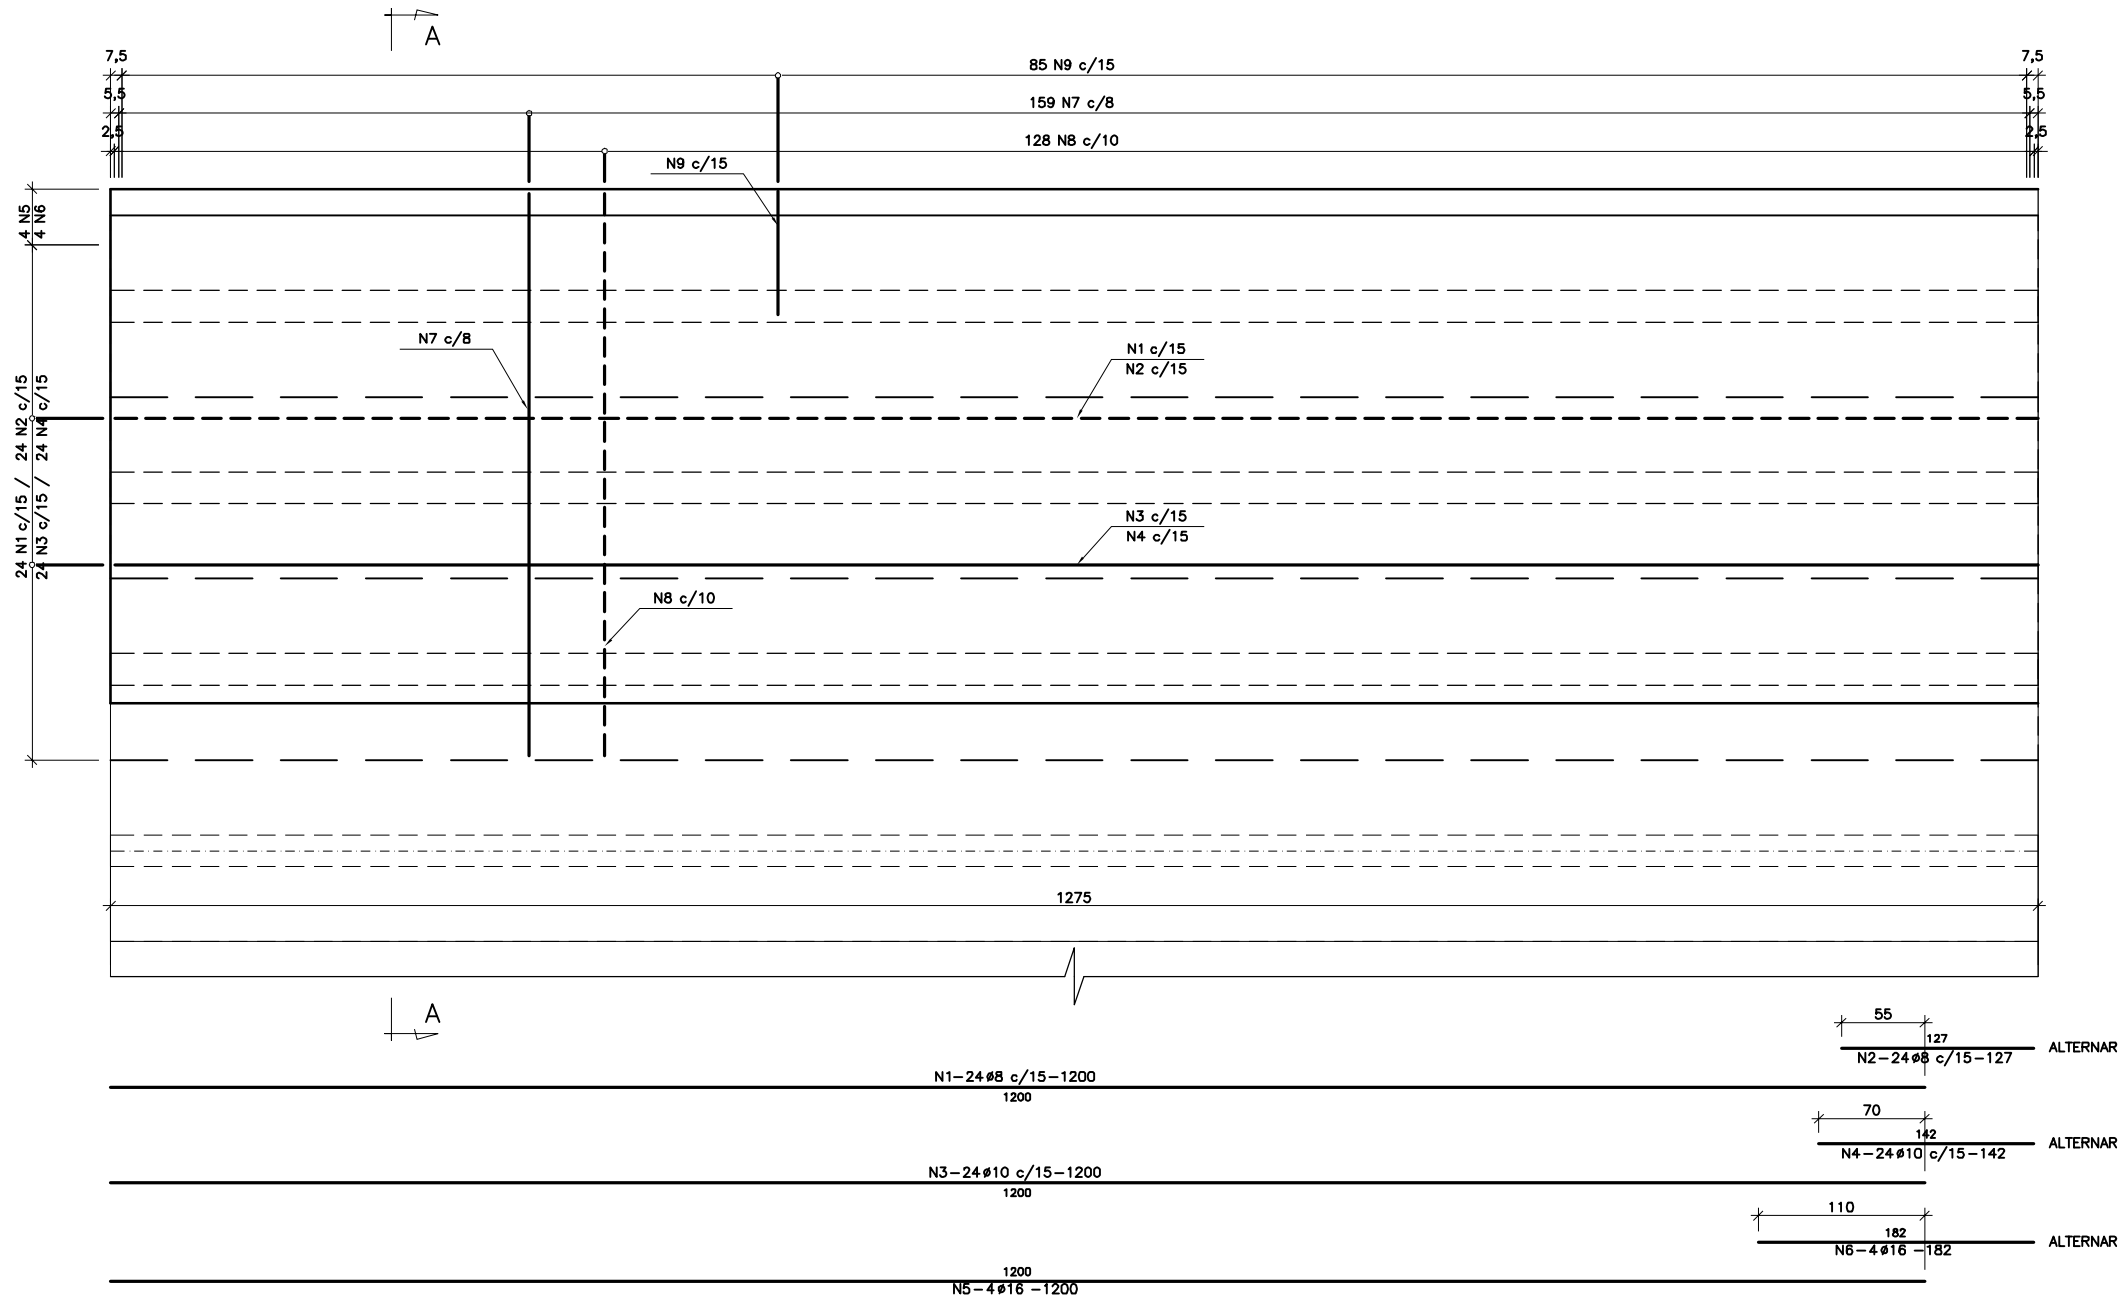 A
7,5
85 N9 c/15
7,5
5,5
159 N7 c/8
5,5
2,5
128 N8 c/10
2,5
N9 c/15
4 N5
4 N6
N7 c/8
N1 c/15
N2 c/15
24 N1 c/15 / 24 N2 c/15
24 N3 c/15 / 24 N4 c/15
N3 c/15
N4 c/15
N8 c/10
1275
A
55
127
N2-24ø8 c/15-127
ALTERNAR
N1-24ø8 c/15-1200
1200
70
142
N4-24ø10 c/15-142
ALTERNAR
N3-24ø10 c/15-1200
1200
110
182
N6-4ø16 -182
ALTERNAR
1200
N5-4ø16 -1200